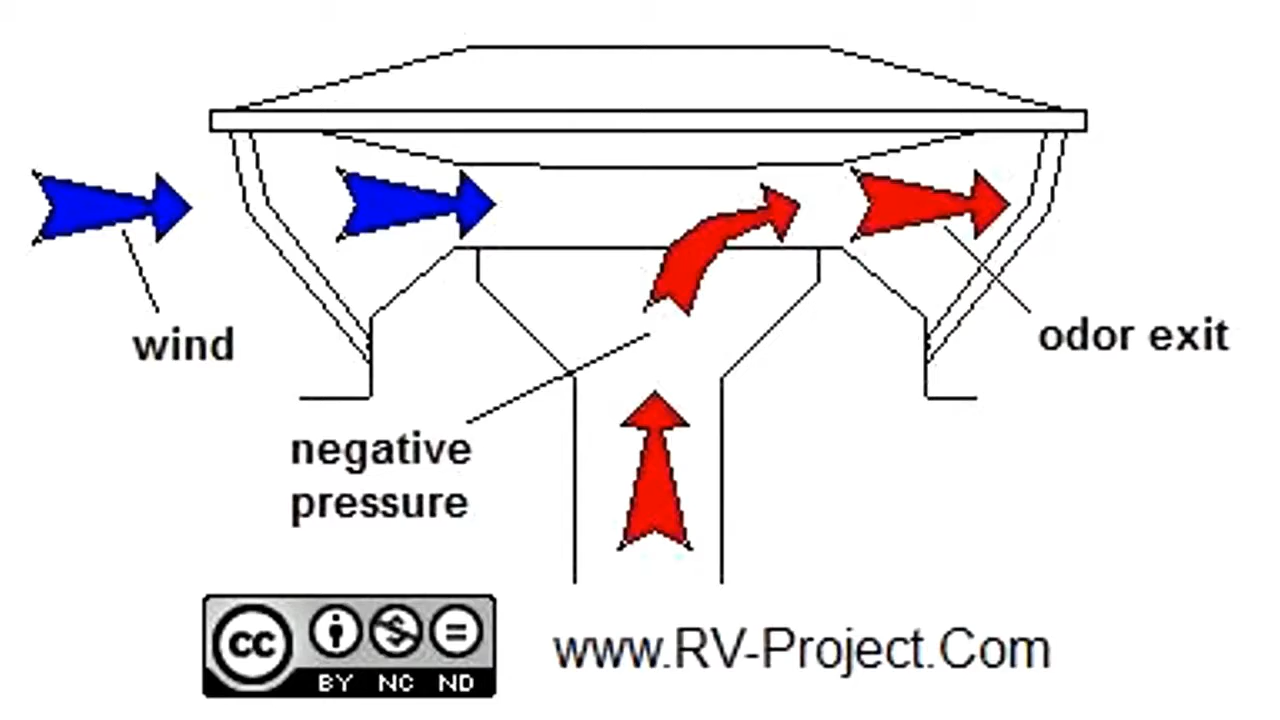 wind
odor exit
negative
pressure
cc
BY NC ND
www.RV-Project.Com